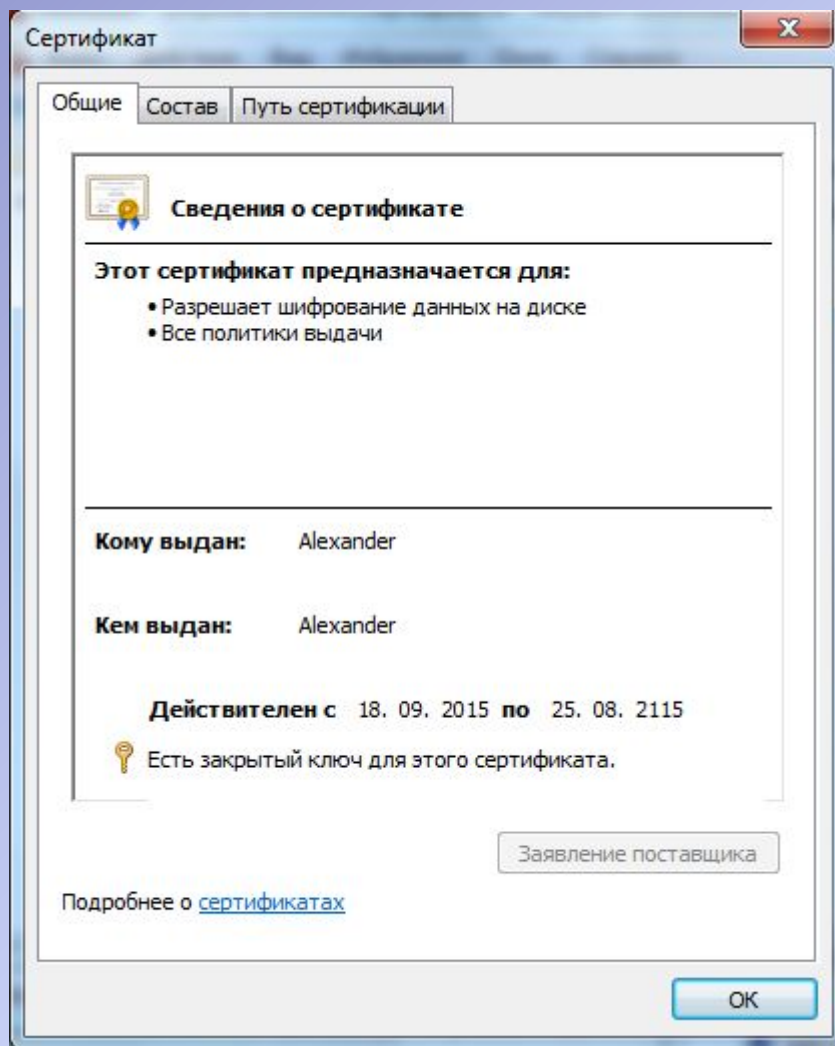 Сертификат
Общие Состав Путь сертификации
Сведения о сертификате
Этот сертификат предназначается для:
• Разрешает шифрование данных на диске
• Все политики выдачи
Кому выдан: Alexander
Кем выдан: Alexander
Действителен с 18. 09. 2015 по 25. 08. 2115
Есть закрытый ключ для этого сертификата.
Заявление поставщика
Подробнее о сертификатах
ОК